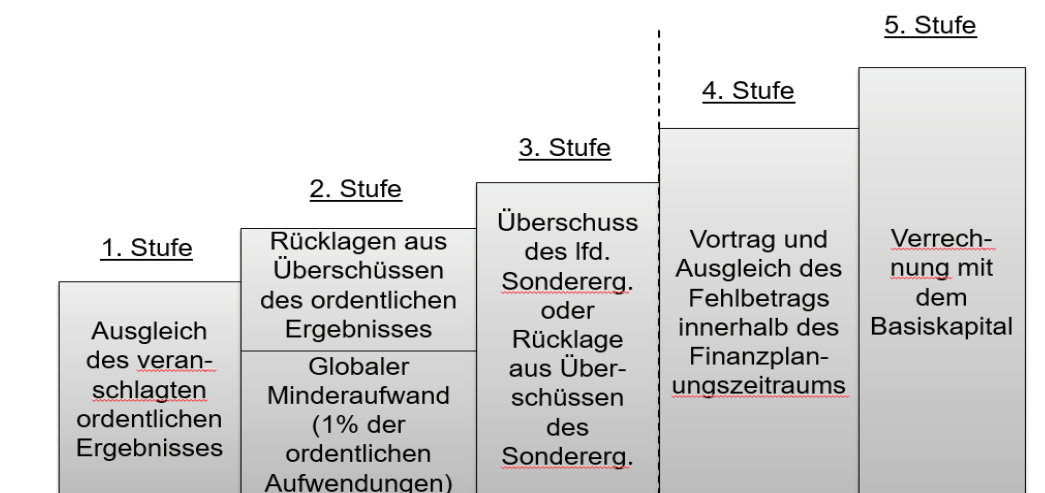 1. Stufe
Ausgleich
des veran-
schlagten
ordentlichen
Ergebnisses
2. Stufe
Rücklagen aus
Überschüssen
des ordentlichen
Ergebnisses
Globaler
Minderaufwand
(1% der
ordentlichen
Aufwendungen)
3. Stufe
Überschuss
des lfd.
Sondererg.
oder
Rücklage
aus Über-
schüssen
des
Sondererg.
4. Stufe
Vortrag und
Ausgleich des
Fehlbetrags
innerhalb des
Finanzplan-
ungszeitraums
5. Stufe
Verrech-
nung mit
dem
Basiskapital